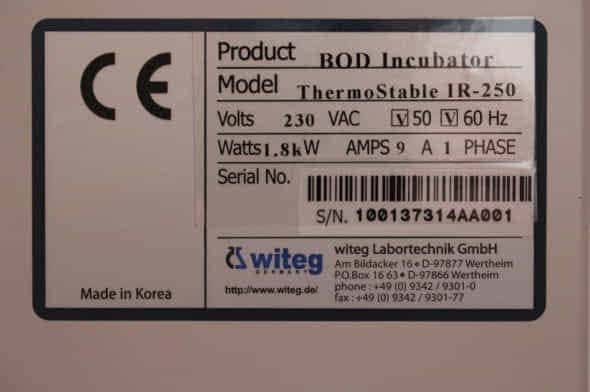 CE
Product BOD Incubator
Model ThermoStable IR-250
Volts 230 VAC V 50 V 60 Hz
Watts 1.8kW AMPS 9 A 1 PHASE
Serial No.
S/N. 100137314AA001
witeg
GERMANY
http://www.witeg.de/
witeg Labortechnik GmbH
Am Bildacker 16 • D-97877 Wertheim
P.O.Box 16 63 • D-97866 Wertheim
phone : +49 (0) 9342 / 9301-0
fax : +49 (0) 9342 / 9301-77
Made in Korea